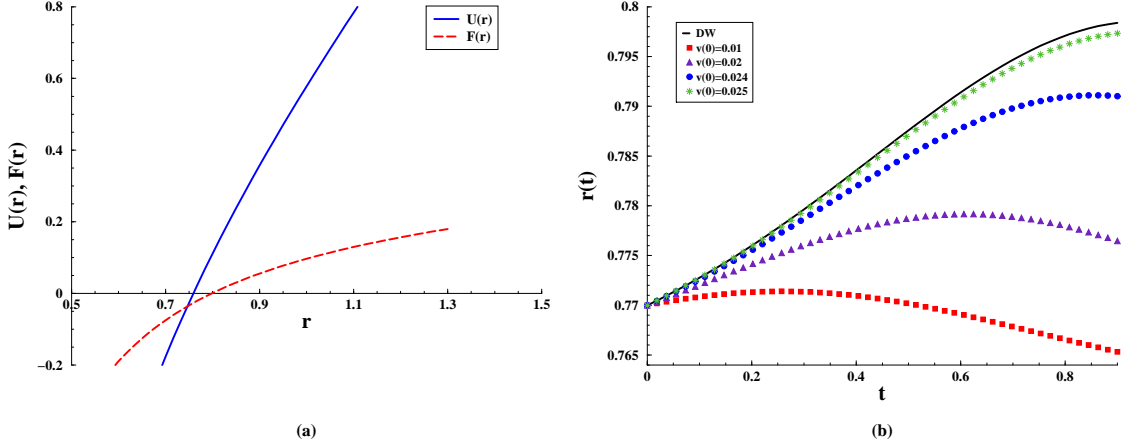 0.8
0.6
0.4
0.2
0
−0.2
U(r), F(r)
U(r)
F(r)
0.5
0.7
0.9
1.1
1.3
1.5
r
(a)
0.8
0.795
0.79
0.785
0.78
0.775
0.77
0.765
r(t)
DW
v(0)=0.01
v(0)=0.02
v(0)=0.024
v(0)=0.025
0
0.2
0.4
0.6
0.8
t
(b)